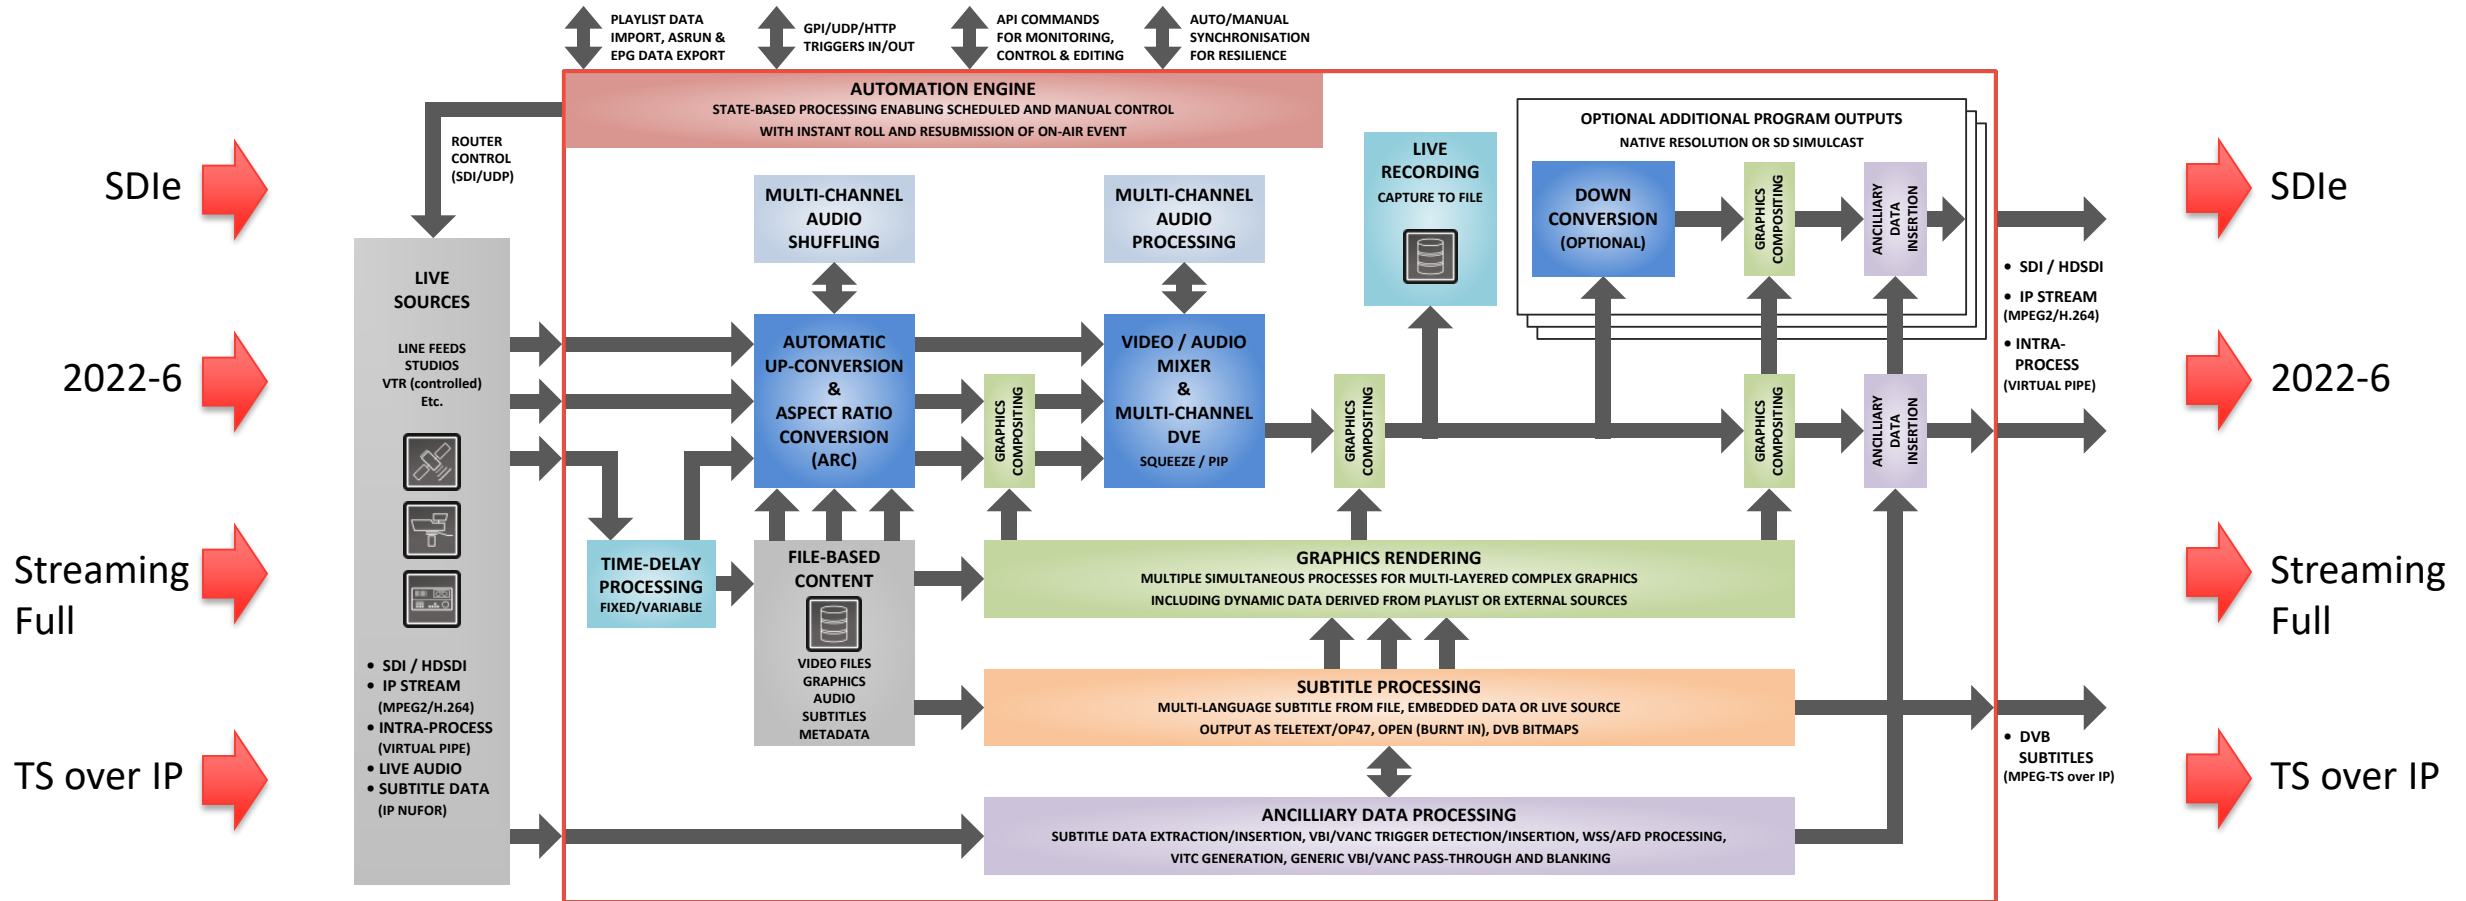 PLAYLIST DATA
IMPORT, ASRUN &
EPG DATA EXPORT
GPI/UDP/HTTP
TRIGGERS IN/OUT
API COMMANDS
FOR MONITORING,
CONTROL & EDITING
AUTO/MANUAL
SYNCHRONISATION
FOR RESILIENCE
AUTOMATION ENGINE
STATE-BASED PROCESSING ENABLING SCHEDULED AND MANUAL CONTROL
WITH INSTANT ROLL AND RESUBMISSION OF ON-AIR EVENT
ROUTER
CONTROL
(SDI/UDP)
SDIe
2022-6
Streaming
Full
TS over IP
LIVE
SOURCES
LINE FEEDS
STUDIOS
VTR (controlled)
Etc.
• SDI / HDSDI
• IP STREAM
(MPEG2/H.264)
• INTRA-PROCESS
(VIRTUAL PIPE)
• LIVE AUDIO
• SUBTITLE DATA
(IP NUFOR)
MULTI-CHANNEL
AUDIO
SHUFFLING
MULTI-CHANNEL
AUDIO
PROCESSING
AUTOMATIC
UP-CONVERSION
&
ASPECT RATIO
CONVERSION
(ARC)
GRAPHICS
COMPOSITING
VIDEO / AUDIO
MIXER
&
MULTI-CHANNEL
DVE
SQUEEZE / PIP
GRAPHICS
COMPOSITING
LIVE
RECORDING
CAPTURE TO FILE
OPTIONAL ADDITIONAL PROGRAM OUTPUTS
NATIVE RESOLUTION OR SD SIMULCAST
DOWN
CONVERSION
(OPTIONAL)
GRAPHICS
COMPOSITING
ANCILLIARY
DATA
INSERTION
GRAPHICS
COMPOSITING
ANCILLIARY
DATA
INSERTION
TIME-DELAY
PROCESSING
FIXED/VARIABLE
FILE-BASED
CONTENT
VIDEO FILES
GRAPHICS
AUDIO
SUBTITLES
METADATA
GRAPHICS RENDERING
MULTIPLE SIMULTANEOUS PROCESSES FOR MULTI-LAYERED COMPLEX GRAPHICS
INCLUDING DYNAMIC DATA DERIVED FROM PLAYLIST OR EXTERNAL SOURCES
SUBTITLE PROCESSING
MULTI-LANGUAGE SUBTITLE FROM FILE, EMBEDDED DATA OR LIVE SOURCE
OUTPUT AS TELETEXT/OP47, OPEN (BURNT IN), DVB BITMAPS
ANCILLIARY DATA PROCESSING
SUBTITLE DATA EXTRACTION/INSERTION, VBI/VANC TRIGGER DETECTION/INSERTION, WSS/AFD PROCESSING,
VITC GENERATION, GENERIC VBI/VANC PASS-THROUGH AND BLANKING
• SDI / HDSDI
• IP STREAM
(MPEG2/H.264)
• INTRA-
PROCESS
(VIRTUAL PIPE)
• DVB
SUBTITLES
(MPEG-TS over IP)
SDIe
2022-6
Streaming
Full
TS over IP